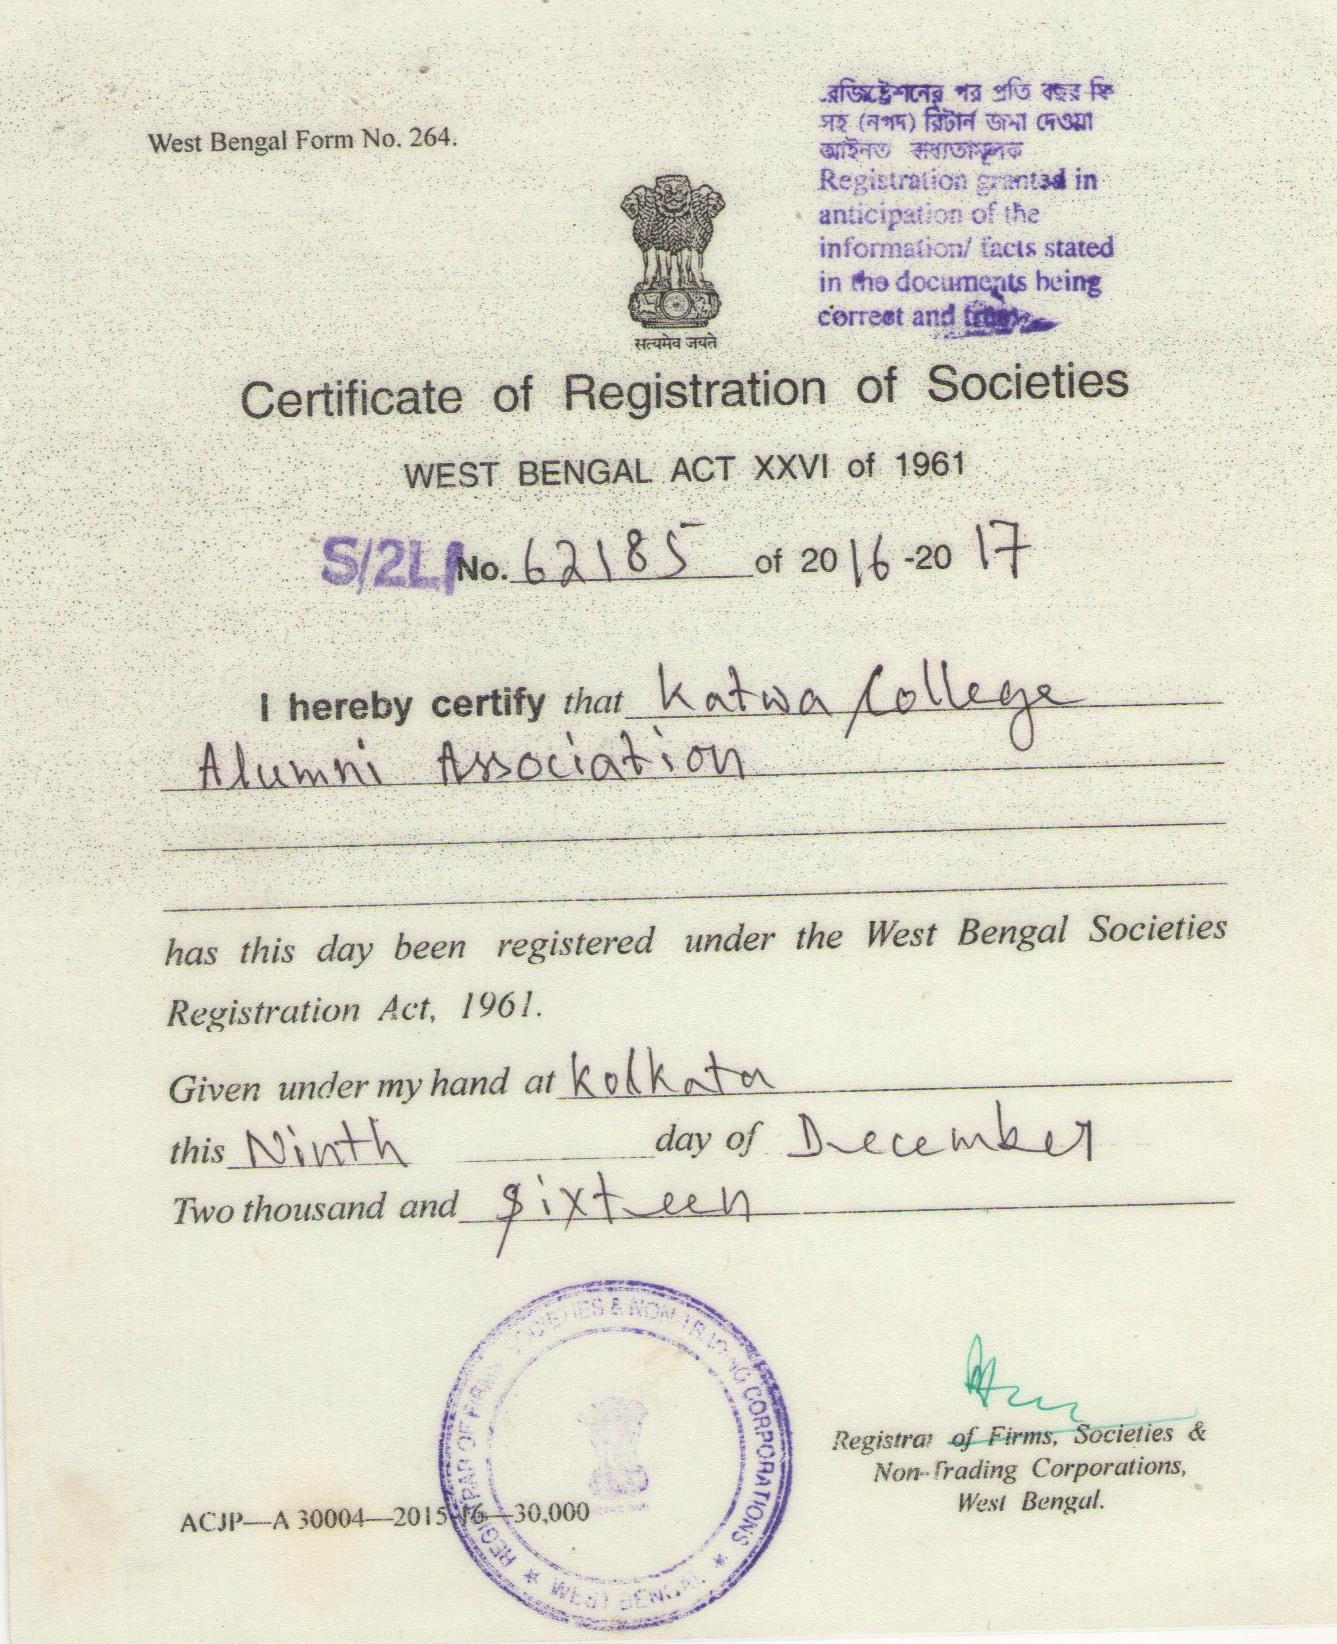 West Bengal Form No. 264.
রেজিষ্ট্রেশনের পর প্রতি বছর ফি
সহ (নগদ) রিটার্ন জমা দেওয়া
আইনত বাধ্যতামূলক
Registration granted in
anticipation of the
information/ facts stated
in the documents being
correct and true
सत्यमेव जयते
Certificate of Registration of Societies
WEST BENGAL ACT XXVI of 1961
S/2L/No. 62185 of 2016-2017
I hereby certify that Katwa College
Alumni Association
has this day been registered under the West Bengal Societies
Registration Act, 1961.
Given under my hand at Kolkata
this Ninth day of December
Two thousand and Sixteen
REGISTRAR OF FIRMS SOCIETIES & NON TRADING CORPORATIONS
★ WEST BENGAL ★
Registrar of Firms, Societies &
Non-Trading Corporations,
West Bengal.
ACJP—A 30004—2015-16—30,000